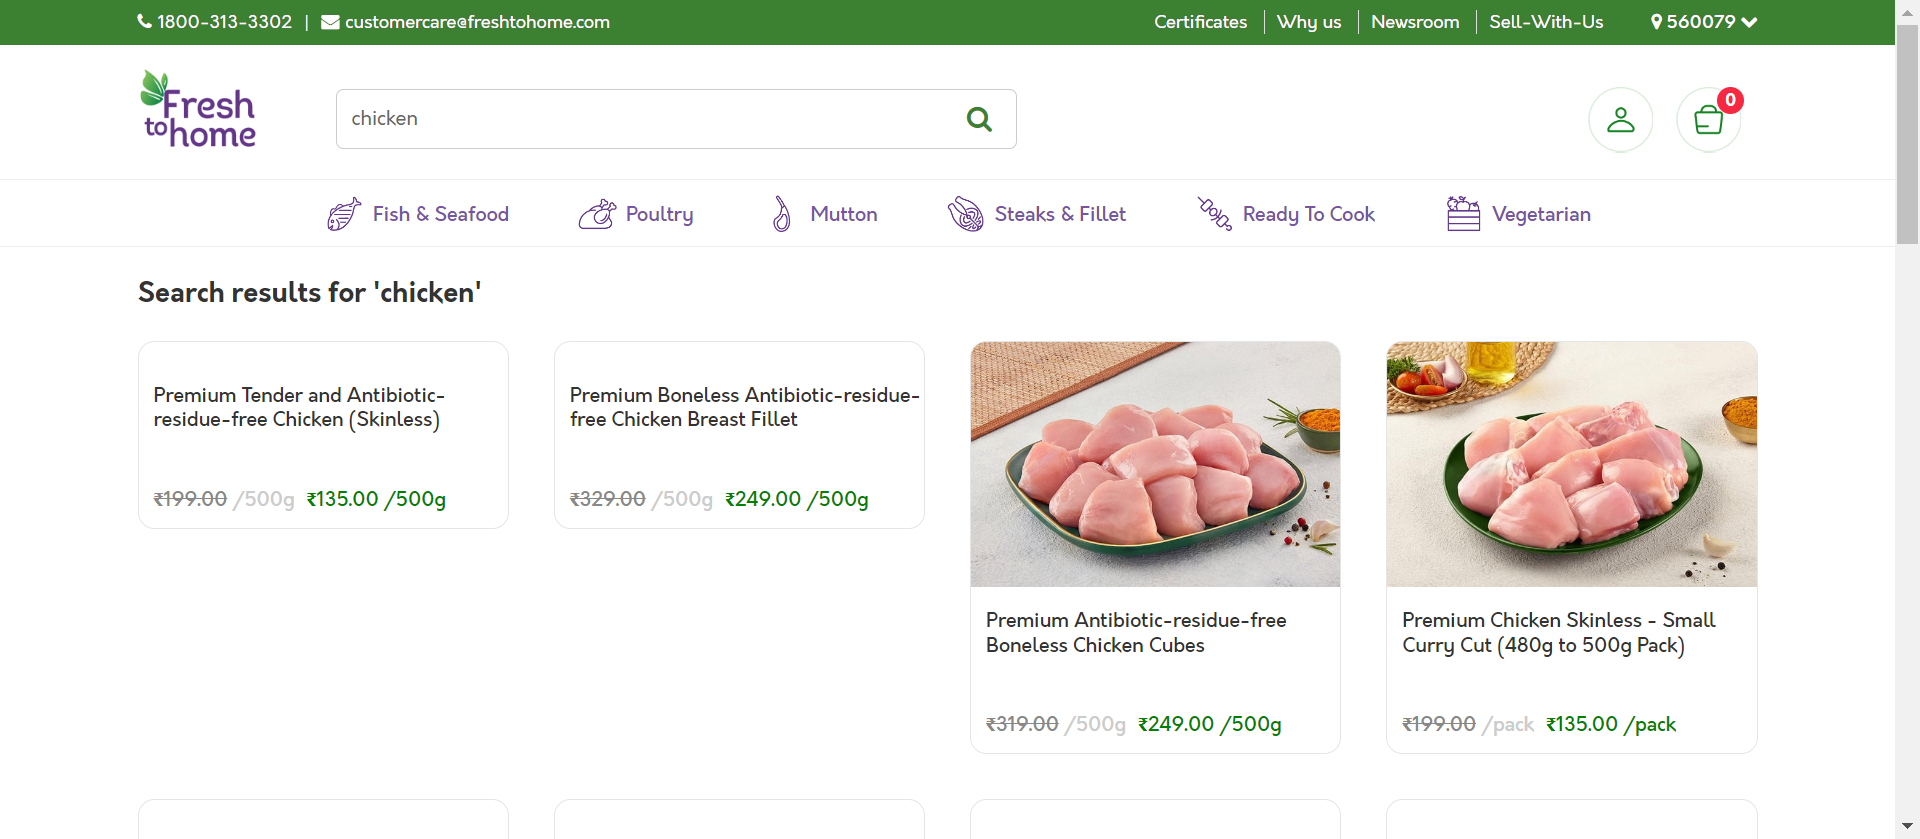 1800-313-3302 | customercare@freshtohome.com
Certificates | Why us | Newsroom | Sell-With-Us
560079
Fresh
to home
chicken
0
Fish & Seafood
Poultry
Mutton
Steaks & Fillet
Ready To Cook
Vegetarian
Search results for 'chicken'
Premium Tender and Antibiotic-
residue-free Chicken (Skinless)
₹199.00 /500g ₹135.00 /500g
Premium Boneless Antibiotic-residue-
free Chicken Breast Fillet
₹329.00 /500g ₹249.00 /500g
Premium Antibiotic-residue-free
Boneless Chicken Cubes
₹319.00 /500g ₹249.00 /500g
Premium Chicken Skinless - Small
Curry Cut (480g to 500g Pack)
₹199.00 /pack ₹135.00 /pack